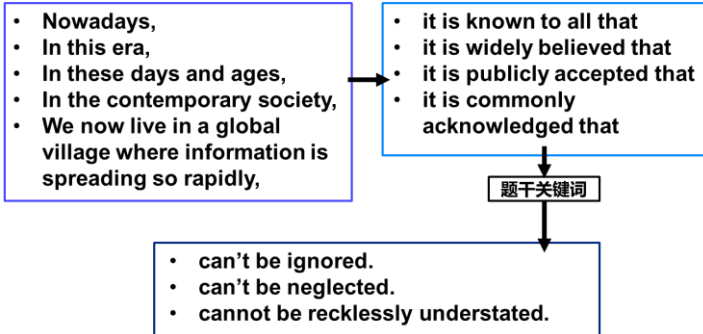 • Nowadays,
• In this era,
• In these days and ages,
• In the contemporary society,
• We now live in a global
village where information is
spreading so rapidly,
• it is known to all that
• it is widely believed that
• it is publicly accepted that
• it is commonly
acknowledged that
题干关键词
• can’t be ignored.
• can’t be neglected.
• cannot be recklessly understated.